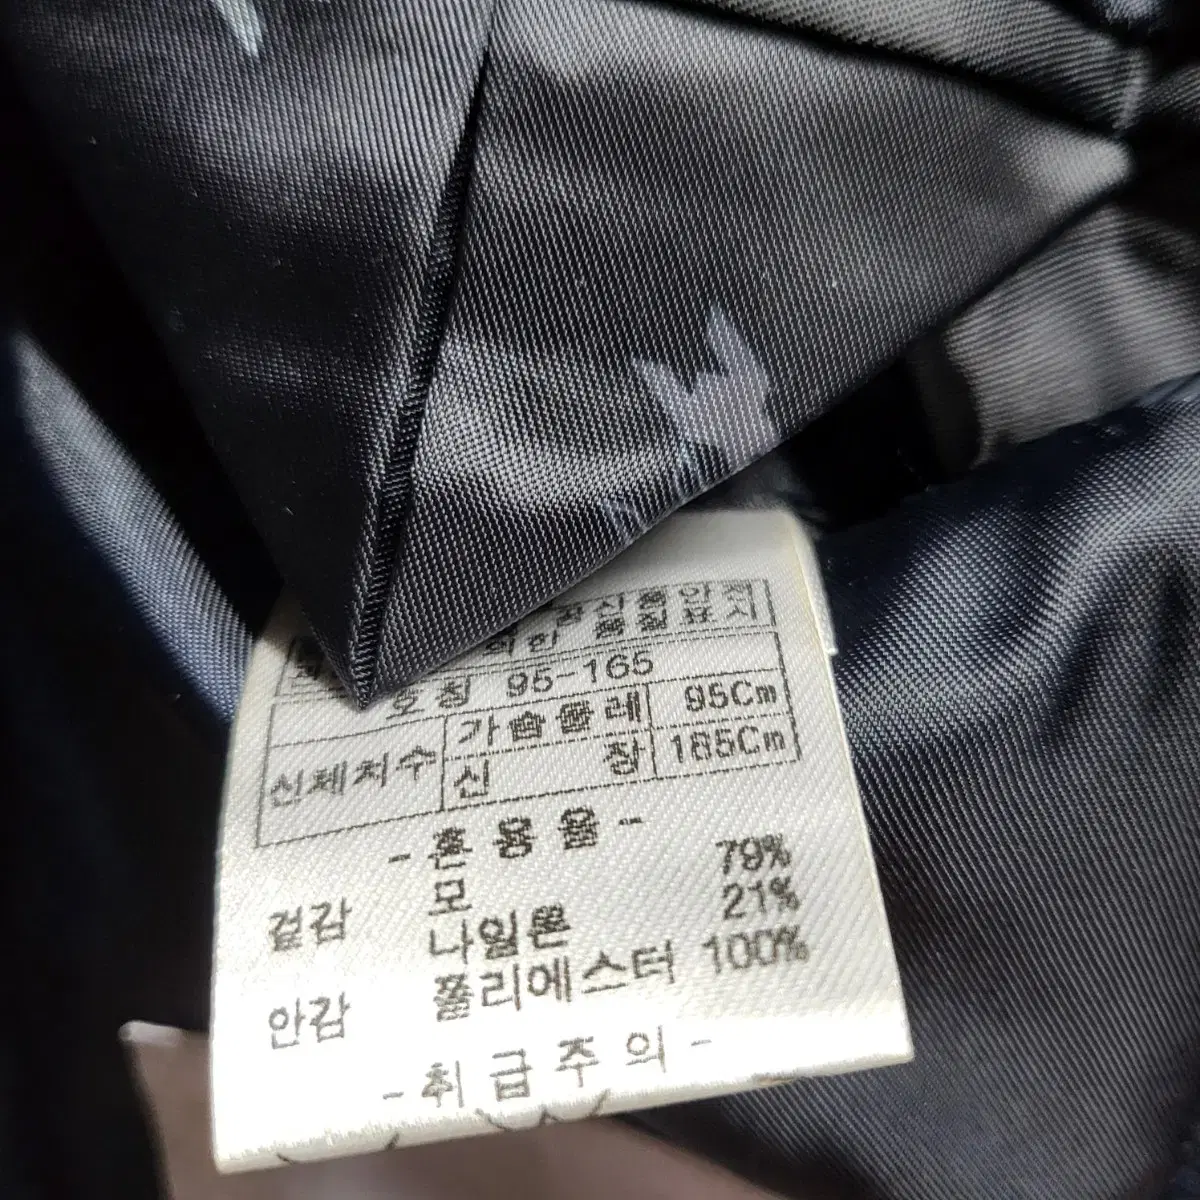 호칭 95-165
신체치수 가슴둘레 95Cm
신 장 165Cm
-혼용율-
겉감 모 79%
나일론 21%
안감 폴리에스터 100%
-취급주의-